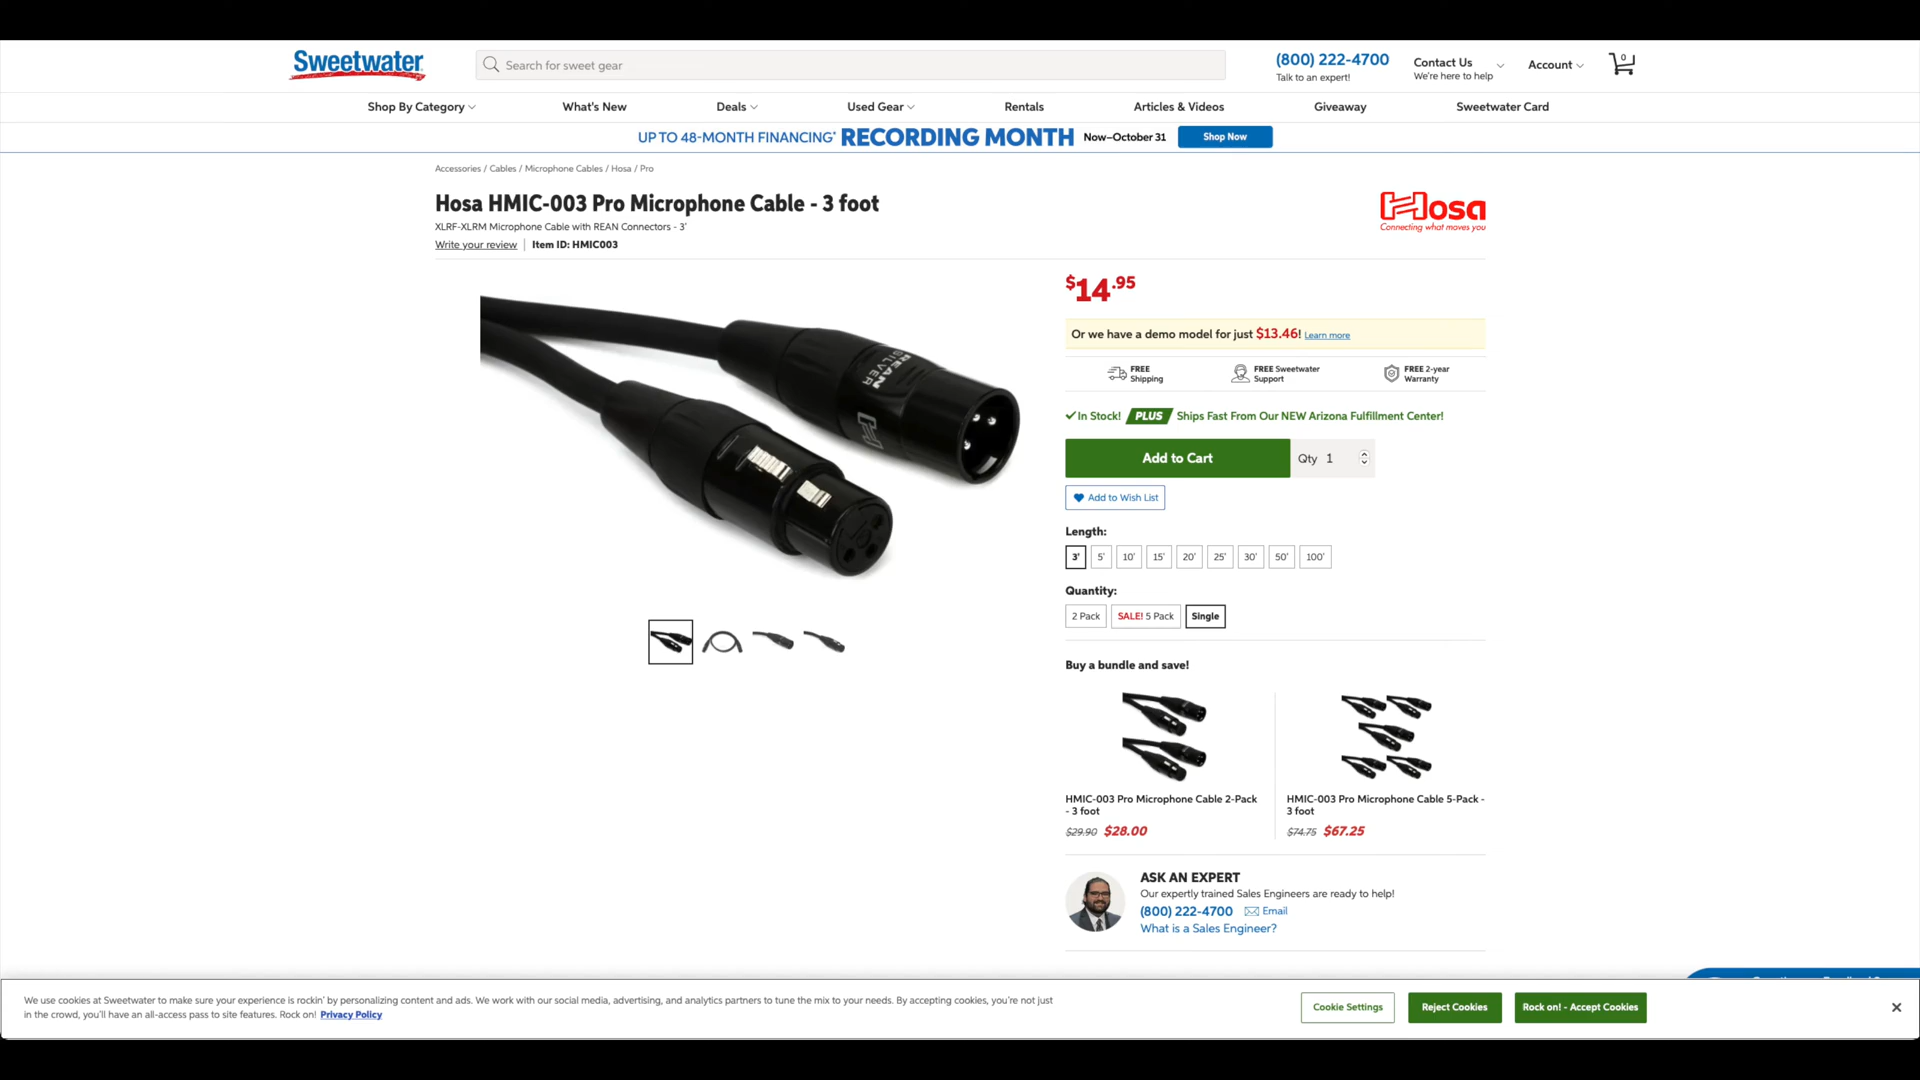 Sweetwater
Search for sweet gear
(800) 222-4700
Talk to an expert!
Contact Us
We're here to help
Account
0
Shop By Category
What's New
Deals
Used Gear
Rentals
Articles & Videos
Giveaway
Sweetwater Card
UP TO 48-MONTH FINANCING* RECORDING MONTH Now–October 31 Shop Now
Accessories / Cables / Microphone Cables / Hosa / Pro
Hosa HMIC-003 Pro Microphone Cable - 3 foot
XLRF-XLRM Microphone Cable with REAN Connectors - 3'
Write your review
Item ID: HMIC003
Hosa
Connecting what moves you
REAN
SILVER
$14.95
Or we have a demo model for just $13.46! Learn more
FREE
Shipping
FREE Sweetwater
Support
FREE 2-year
Warranty
In Stock! PLUS Ships Fast From Our NEW Arizona Fulfillment Center!
Add to Cart
Qty 1
Add to Wish List
Length:
3' 5' 10' 15' 20' 25' 30' 50' 100'
Quantity:
2 Pack SALE! 5 Pack Single
Buy a bundle and save!
HMIC-003 Pro Microphone Cable 2-Pack
- 3 foot
$29.90 $28.00
HMIC-003 Pro Microphone Cable 5-Pack -
3 foot
$74.75 $67.25
ASK AN EXPERT
Our expertly trained Sales Engineers are ready to help!
(800) 222-4700 Email
What is a Sales Engineer?
We use cookies at Sweetwater to make sure your experience is rockin' by personalizing content and ads. We work with our social media, advertising, and analytics partners to tune the mix to your needs. By accepting cookies, you're not just
in the crowd, you'll have an all-access pass to site features. Rock on! Privacy Policy
Cookie Settings
Reject Cookies
Rock on! - Accept Cookies